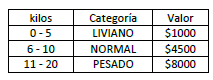 kilos Categoría Valor
0 - 5 LIVIANO $1000
6 - 10 NORMAL $4500
11 - 20 PESADO $8000